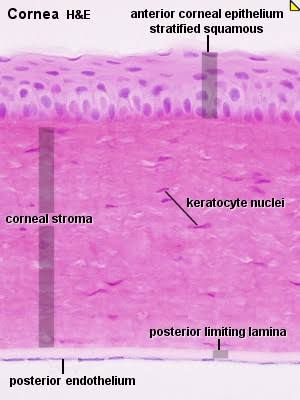 Cornea H&E
anterior corneal epithelium
stratified squamous
keratocyte nuclei
corneal stroma
posterior limiting lamina
posterior endothelium